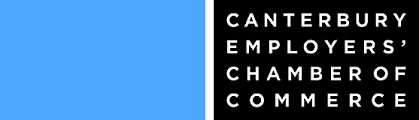 CANTERBURY
EMPLOYERS'
CHAMBER OF
COMMERCE